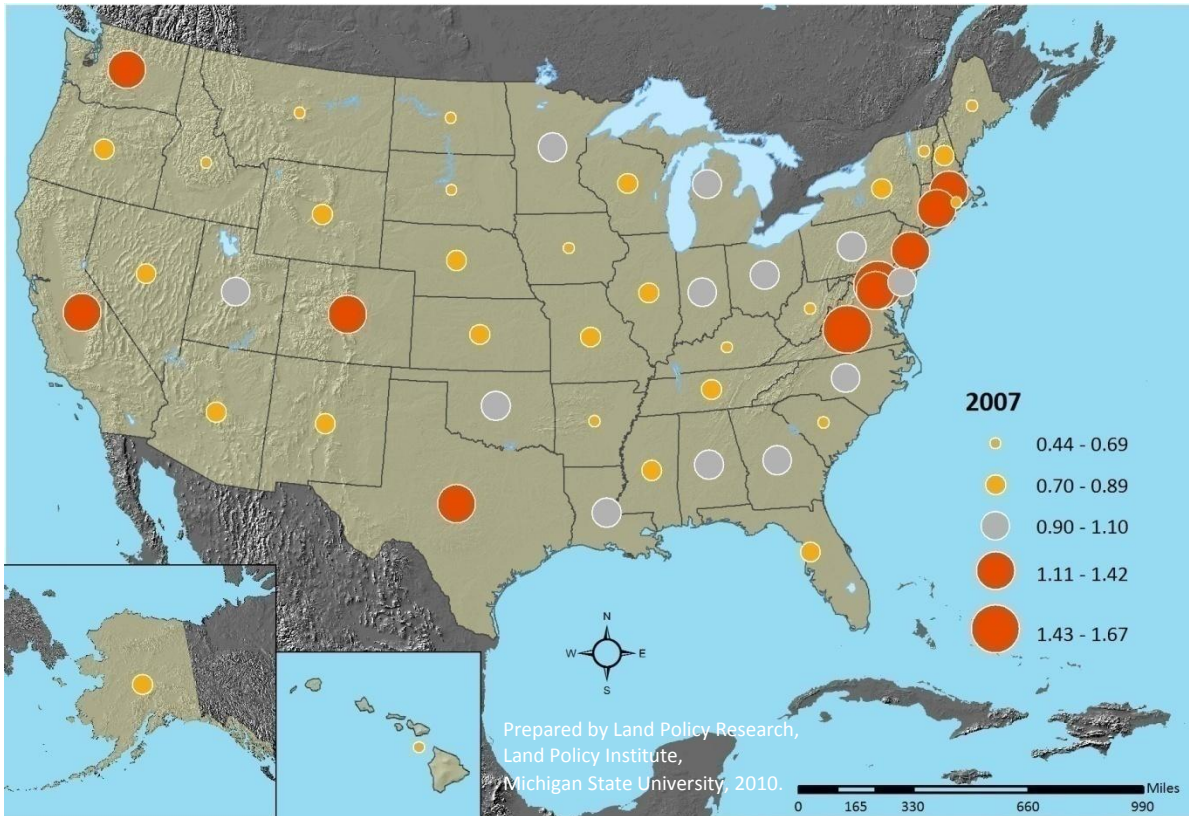 2007
0.44 - 0.69
0.70 - 0.89
0.90 - 1.10
1.11 - 1.42
1.43 - 1.67
N
W E
S
Prepared by Land Policy Research,
Land Policy Institute,
Michigan State University, 2010.
Miles
0 165 330 660 990